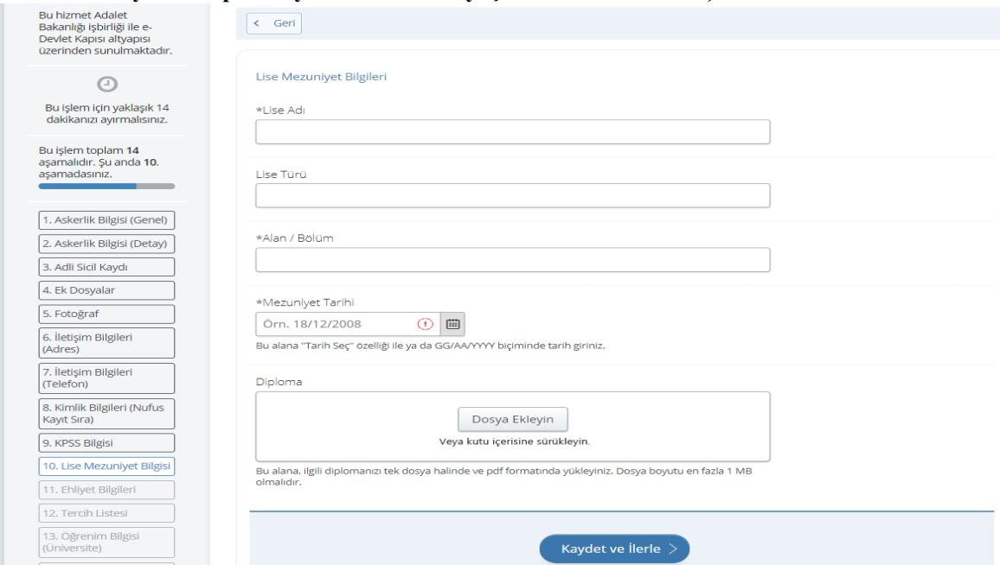 Bu hizmet Adalet
Bakanlığı işbirliği ile e-
Devlet Kapısı altyapısı
üzerinden sunulmaktadır.
Bu işlem için yaklaşık 14
dakikanızı ayırmalısınız.
Bu işlem toplam 14
aşamalıdır. Şu anda 10.
aşamadasınız.
1. Askerlik Bilgisi (Genel)
2. Askerlik Bilgisi (Detay)
3. Adli Sicil Kaydı
4. Ek Dosyalar
5. Fotoğraf
6. İletişim Bilgileri
(Adres)
7. İletişim Bilgileri
(Telefon)
8. Kimlik Bilgileri (Nufus
Kayıt Sıra)
9. KPSS Bilgisi
10. Lise Mezuniyet Bilgisi
11. Ehliyet Bilgileri
12. Tercih Listesi
13. Öğrenim Bilgisi
(Üniversite)
< Geri
Lise Mezuniyet Bilgileri
*Lise Adı
Lise Türü
*Alan / Bölüm
*Mezuniyet Tarihi
Örn. 18/12/2008
Bu alana "Tarih Seç" özelliği ile ya da GG/AA/YYYY biçiminde tarih giriniz.
Diploma
Dosya Ekleyin
Veya kutu içerisine sürükleyin.
Bu alana, ilgili diplomanızı tek dosya halinde ve pdf formatında yükleyiniz. Dosya boyutu en fazla 1 MB
olmalıdır.
Kaydet ve İlerle >